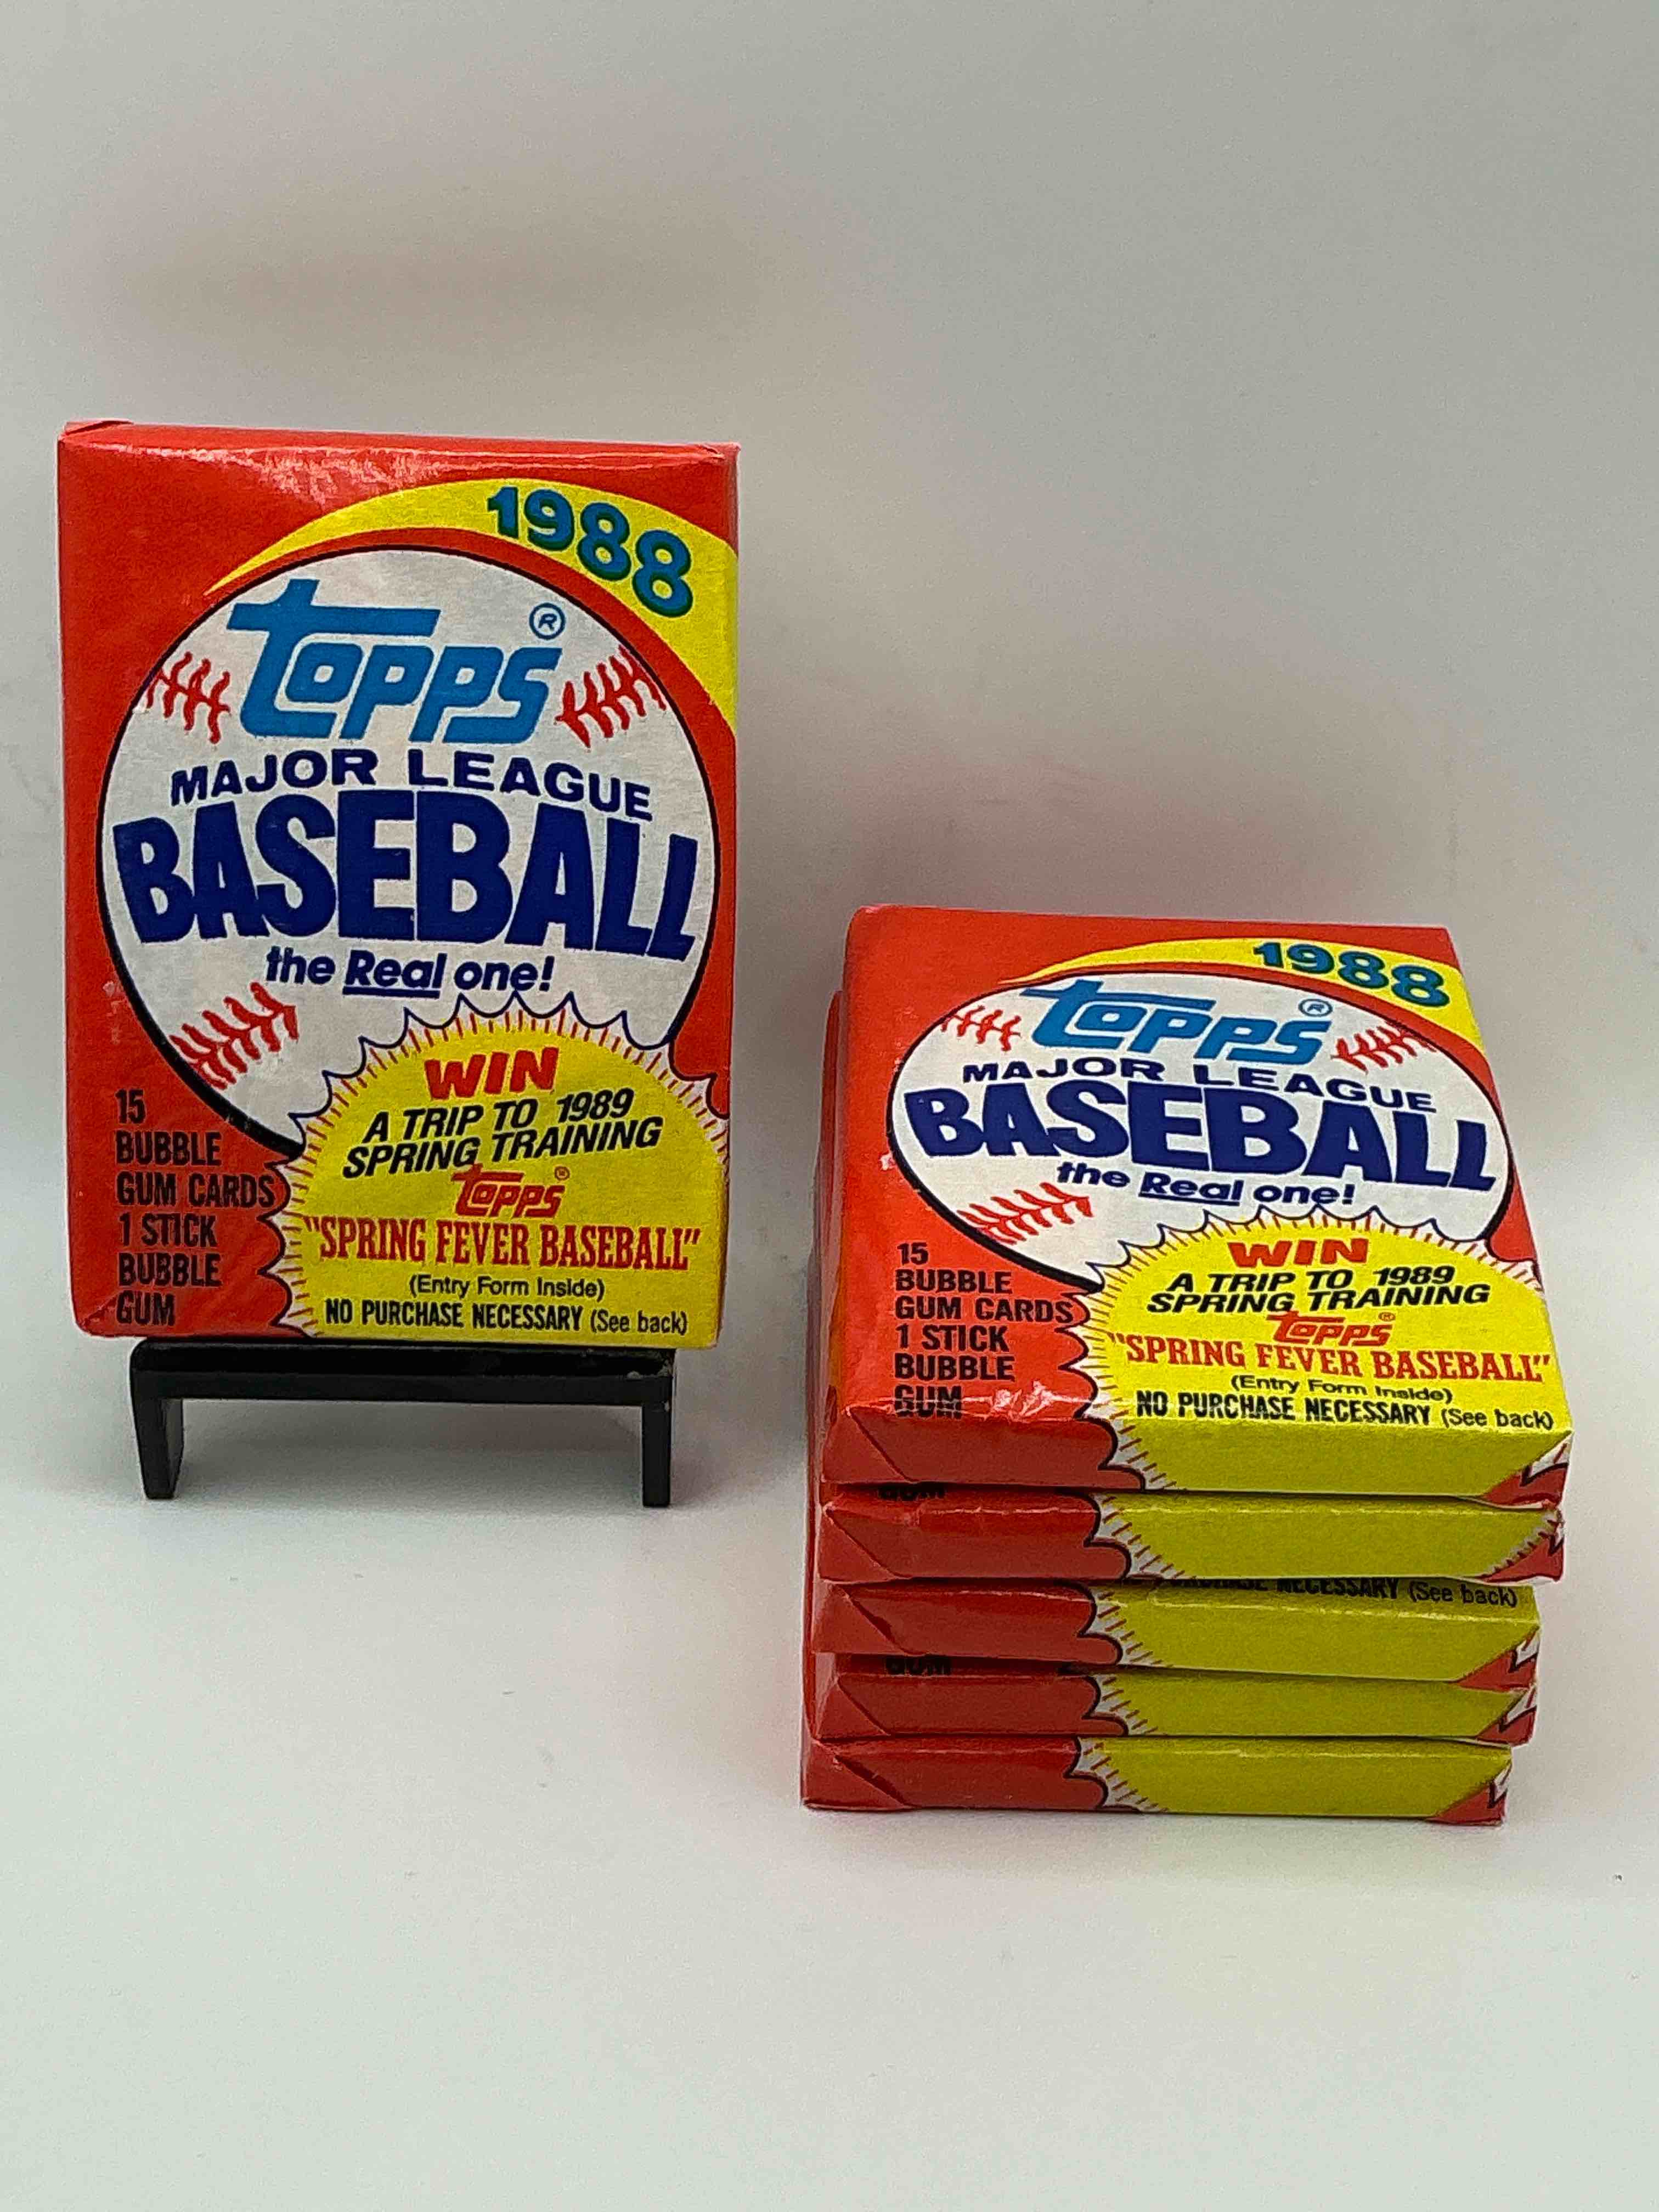 1988
Topps®
MAJOR LEAGUE
BASEBALL
the Real one!
WIN
A TRIP TO 1989
SPRING TRAINING
Topps®
"SPRING FEVER BASEBALL"
(Entry Form Inside)
NO PURCHASE NECESSARY (See back)
15
BUBBLE
GUM CARDS
1 STICK
BUBBLE
GUM
1988
Topps®
MAJOR LEAGUE
BASEBALL
the Real one!
WIN
A TRIP TO 1989
SPRING TRAINING
Topps®
"SPRING FEVER BASEBALL"
(Entry Form Inside)
NO PURCHASE NECESSARY (See back)
15
BUBBLE
GUM CARDS
1 STICK
BUBBLE
GUM
GUM
NECESSARY (See back)
GUM